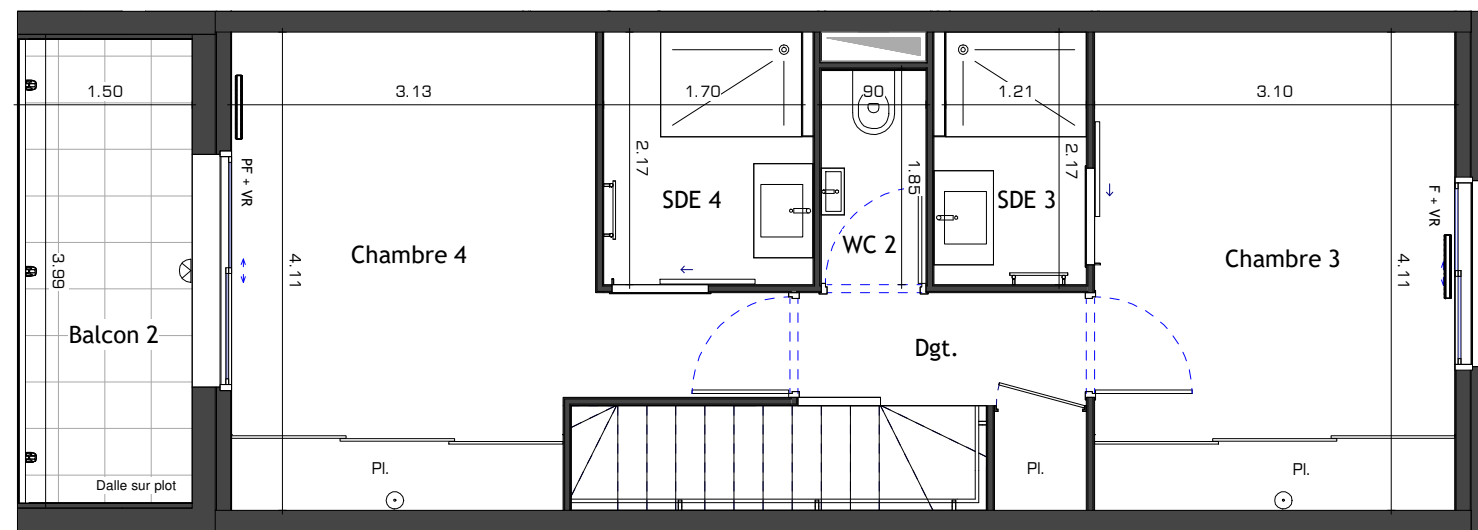 1.50
3.13
1.70
90
1.21
3.10
2.17
2.17
1.85
PF + VR
F + VR
SDE 4
SDE 3
WC 2
Chambre 4
Chambre 3
4.11
4.11
3.99
Balcon 2
Dgt.
Pl.
Pl.
Pl.
Dalle sur plot